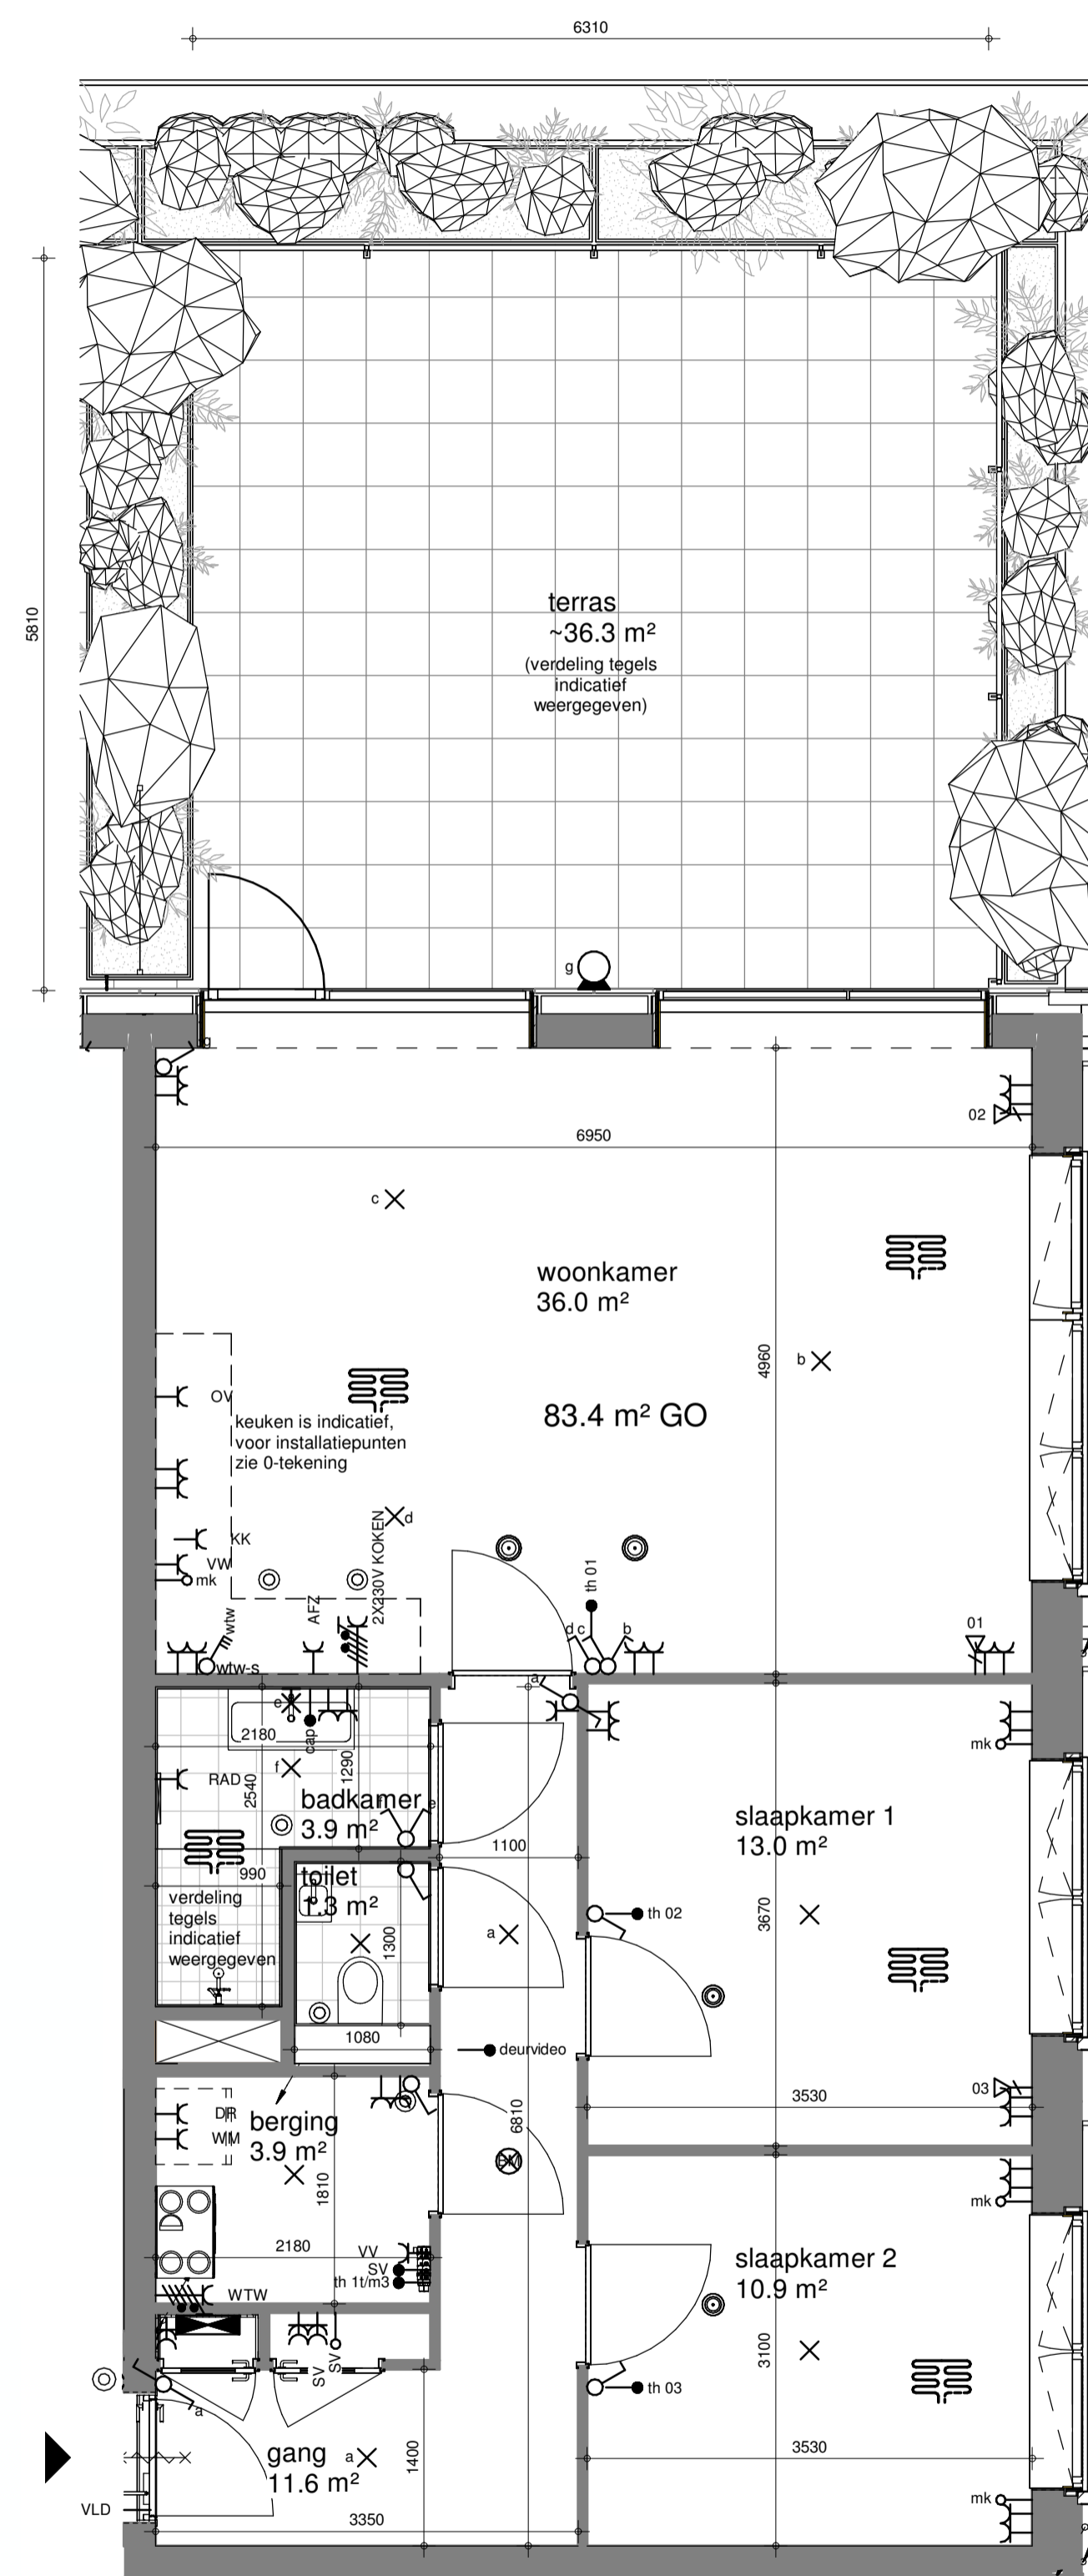 6310
5810
terras
~36.3 m²
(verdeling tegels
indicatief
weergegeven)
g
02
6950
c
woonkamer
36.0 m²
4960
b
83.4 m² GO
OV
keuken is indicatief,
voor installatiepunten
zie 0-tekening
d
KK
VW
mk
2X230V KOKEN
AFZ
wtw
wtw-s
th 01
d c
b
01
a
e
cap
2180
1290
f
RAD
2540
badkamer
3.9 m²
e
mk
slaapkamer 1
13.0 m²
1100
990
toilet
1.3 m²
verdeling
tegels
indicatief
weergegeven
1300
a
th 02
3670
1080
deurvideo
03
3530
DR
WM
berging
3.9 m²
6810
1810
mk
2180
VV
SV
th 1t/m3
WTW
slaapkamer 2
10.9 m²
SV
SV
3100
th 03
a
gang
11.6 m²
a
1400
3530
VLD
mk
3350